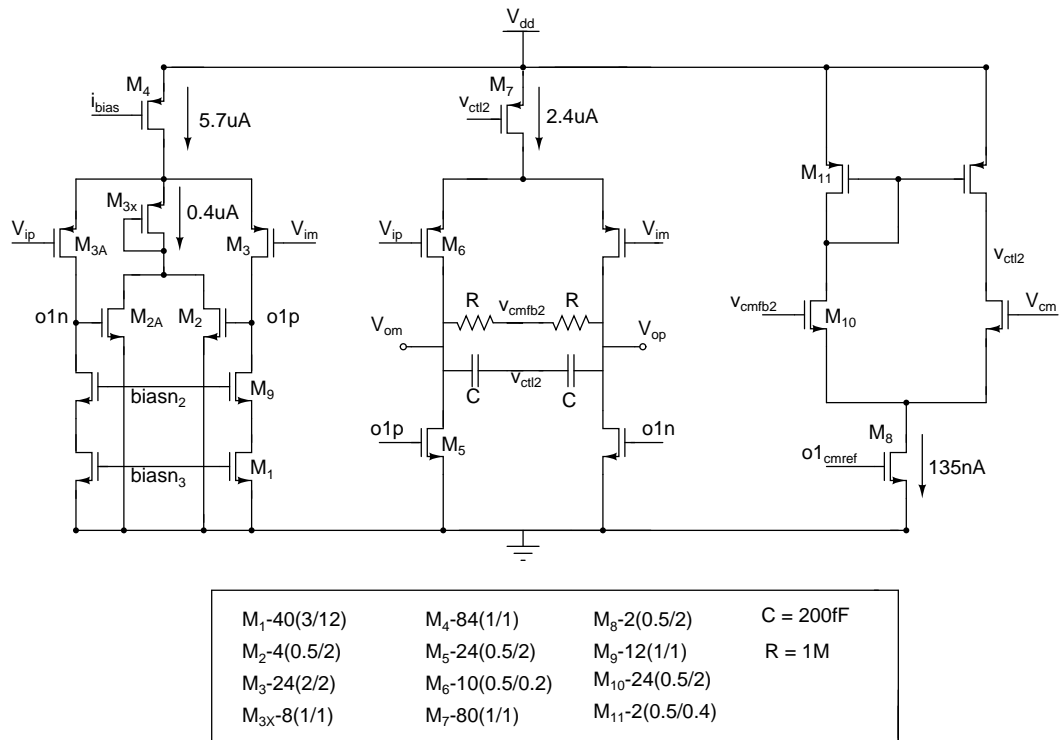 V_dd
M_4
i_bias
5.7uA
M_7
v_ctl2
2.4uA
M_11
M_3x
0.4uA
V_ip
M_3A
M_3
V_im
V_ip
M_6
V_im
v_ctl2
o1n
M_2A
M_2
o1p
R
v_cmfb2
R
v_cmfb2
M_10
V_cm
V_om
V_op
biasn_2
M_9
C
v_ctl2
C
o1p
M_5
o1n
M_8
o1_cmref
135nA
biasn_3
M_1
M_1-40(3/12) M_4-84(1/1) M_8-2(0.5/2) C = 200fF
M_2-4(0.5/2) M_5-24(0.5/2) M_9-12(1/1) R = 1M
M_3-24(2/2) M_6-10(0.5/0.2) M_10-24(0.5/2)
M_3X-8(1/1) M_7-80(1/1) M_11-2(0.5/0.4)